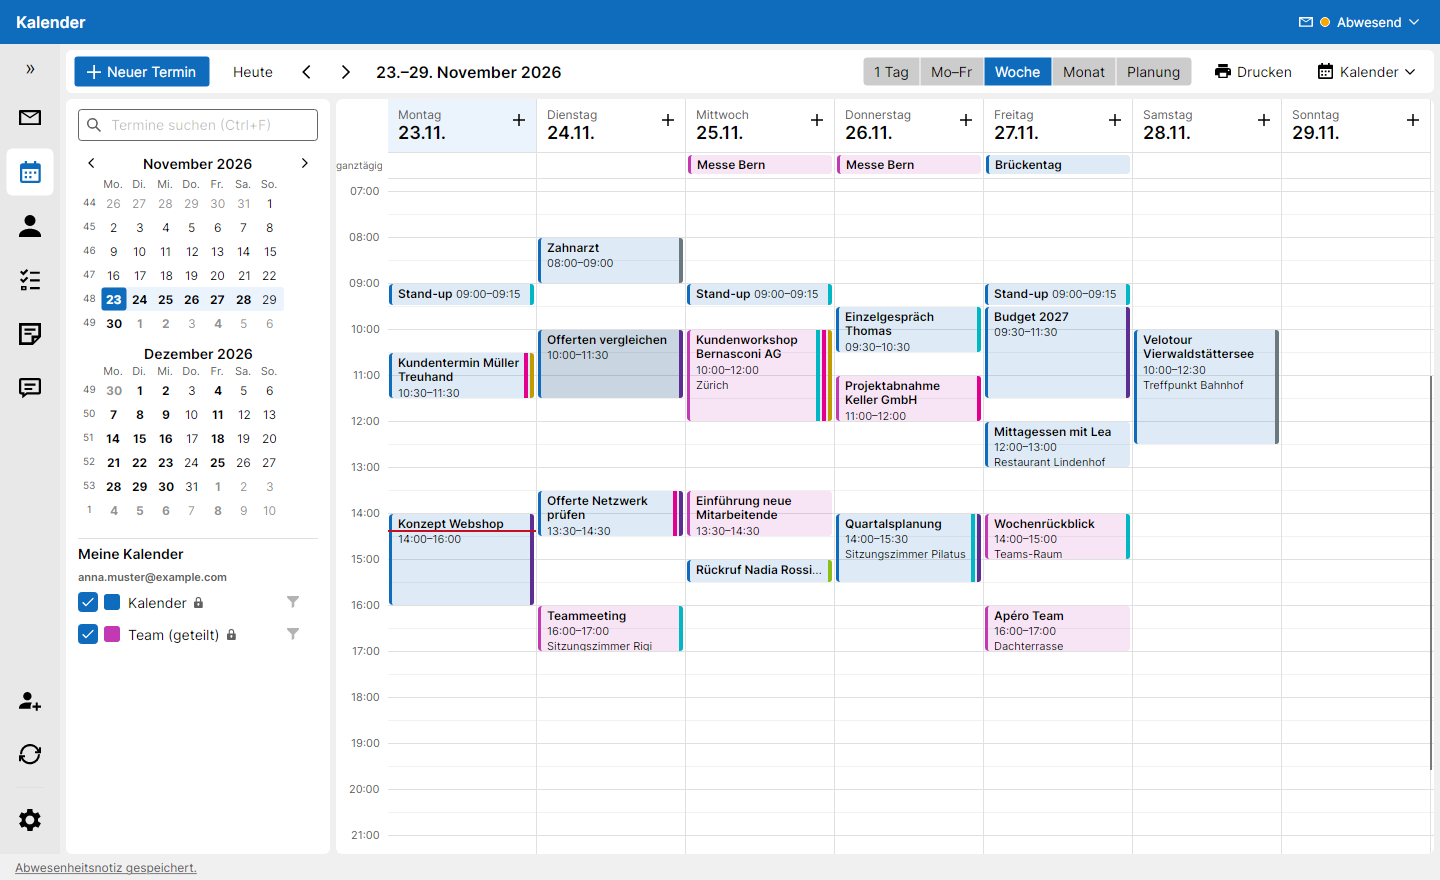 Kalender
Abwesend
Neuer Termin
Heute
23.–29. November 2026
1 Tag
Mo–Fr
Woche
Monat
Planung
Drucken
Kalender
»
Termine suchen (Ctrl+F)
November 2026
Mo. Di. Mi. Do. Fr. Sa. So.
44 26 27 28 29 30 31 1
45 2 3 4 5 6 7 8
46 9 10 11 12 13 14 15
47 16 17 18 19 20 21 22
48 23 24 25 26 27 28 29
49 30 1 2 3 4 5 6
Dezember 2026
Mo. Di. Mi. Do. Fr. Sa. So.
49 30 1 2 3 4 5 6
50 7 8 9 10 11 12 13
51 14 15 16 17 18 19 20
52 21 22 23 24 25 26 27
53 28 29 30 31 1 2 3
1 4 5 6 7 8 9 10
Meine Kalender
anna.muster@example.com
Kalender
Team (geteilt)
Montag
23.11.
Dienstag
24.11.
Mittwoch
25.11.
Donnerstag
26.11.
Freitag
27.11.
Samstag
28.11.
Sonntag
29.11.
ganztägig
Messe Bern
Messe Bern
Brückentag
07:00
08:00
09:00
10:00
11:00
12:00
13:00
14:00
15:00
16:00
17:00
18:00
19:00
20:00
21:00
Stand-up 09:00–09:15
Kundentermin Müller
Treuhand
10:30–11:30
Konzept Webshop
14:00–16:00
Zahnarzt
08:00–09:00
Offerten vergleichen
10:00–11:30
Offerte Netzwerk
prüfen
13:30–14:30
Teammeeting
16:00–17:00
Sitzungszimmer Rigi
Stand-up 09:00–09:15
Kundenworkshop
Bernasconi AG
10:00–12:00
Zürich
Einführung neue
Mitarbeitende
13:30–14:30
Rückruf Nadia Rossi...
Einzelgespräch
Thomas
09:30–10:30
Projektabnahme
Keller GmbH
11:00–12:00
Quartalsplanung
14:00–15:30
Sitzungszimmer Pilatus
Stand-up 09:00–09:15
Budget 2027
09:30–11:30
Mittagessen mit Lea
12:00–13:00
Restaurant Lindenhof
Wochenrückblick
14:00–15:00
Teams-Raum
Apéro Team
16:00–17:00
Dachterrasse
Velotour
Vierwaldstättersee
10:00–12:30
Treffpunkt Bahnhof
Abwesenheitsnotiz gespeichert.